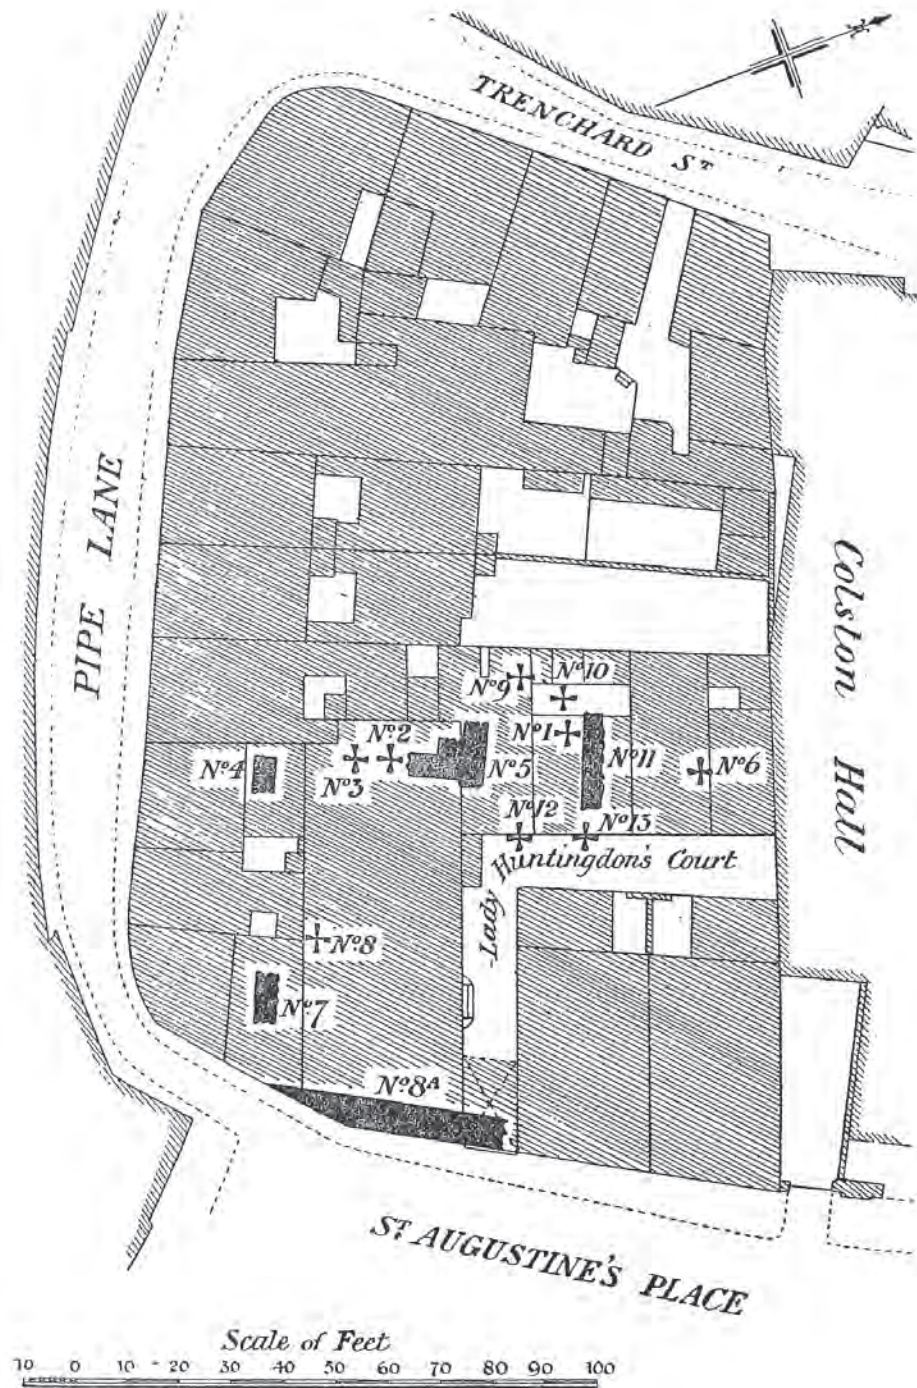 N
TRENCHARD Sᵀ
PIPE LANE
Colston Hall
Nº9
Nº10
Nº2
Nº1
Nº4
Nº3
Nº5
Nº11
Nº6
Nº12
Nº13
Lady Huntingdon's Court
Nº8
Nº7
Nº8ᴬ
Sᵀ AUGUSTINE'S PLACE
Scale of Feet
10 0 10 20 30 40 50 60 70 80 90 100